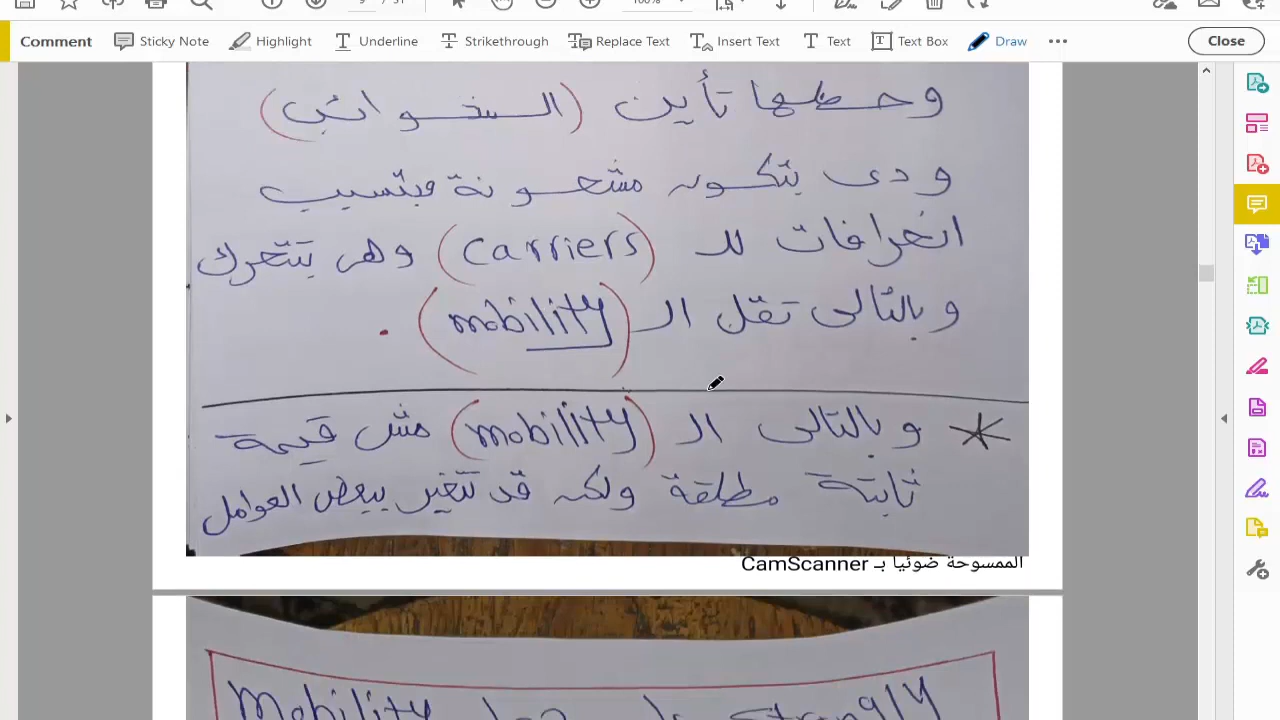 Comment Sticky Note Highlight Underline Strikethrough Replace Text Insert Text Text Text Box Draw Close
وحصلها تأين (الشوائب)
ودى بتكون مشحونة فبتسبب
انحرافات للـ (carriers) وهى بتتحرك
وبالتالى تقل الـ (mobility) .
* وبالتالى الـ (mobility) مش قيمة
ثابتة مطلقة ولكن قد تتغير ببعض العوامل
الممسوحة ضوئيا بـ CamScanner
Mobility